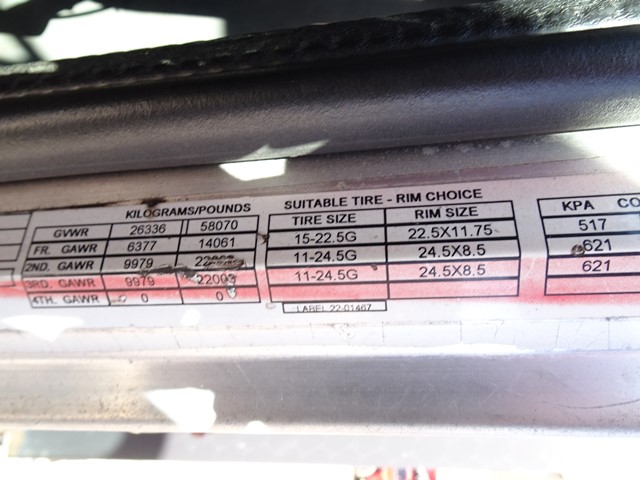 KILOGRAMS/POUNDS
GVWR 26336 58070
FR. GAWR 6377 14061
2ND. GAWR 9979
3RD. GAWR 9979 22003
4TH. GAWR 0 0
SUITABLE TIRE - RIM CHOICE
TIRE SIZE RIM SIZE
15-22.5G 22.5X11.75
11-24.5G 24.5X8.5
11-24.5G 24.5X8.5
LABEL 22-01467
KPA CO
517
621
621